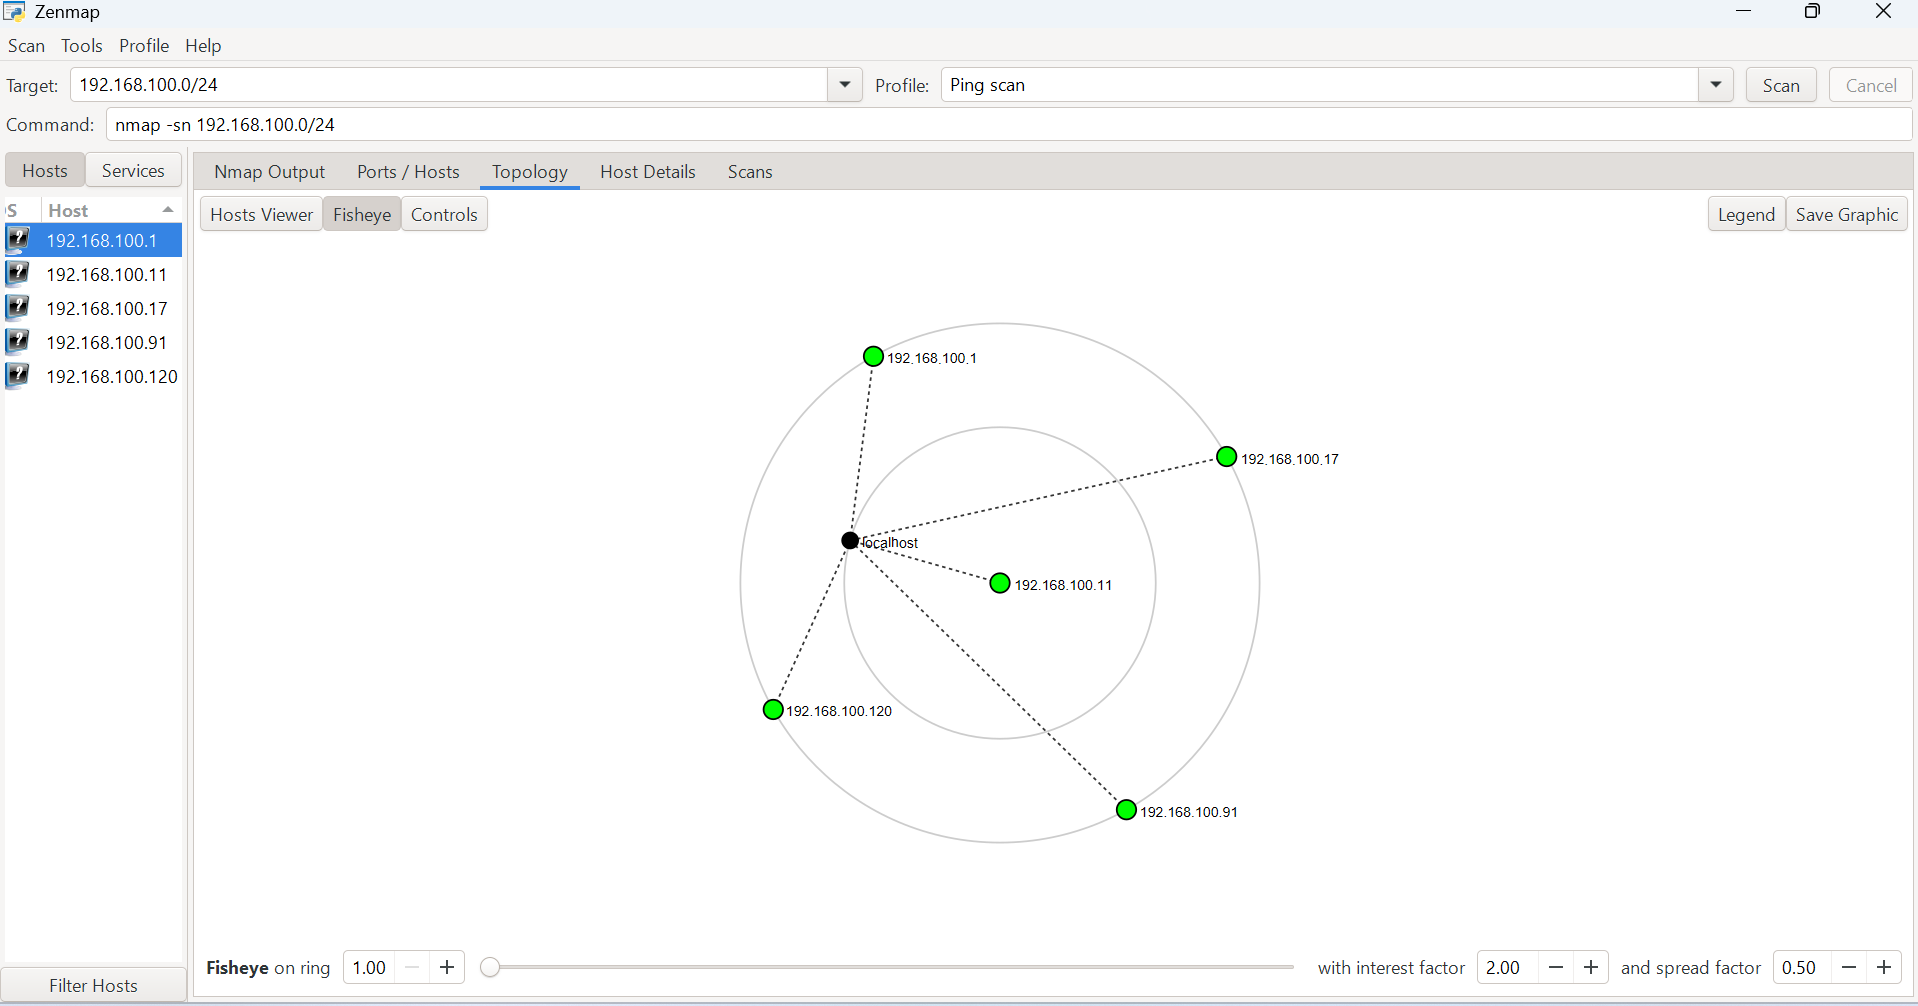 Zenmap
Scan Tools Profile Help
Target: 192.168.100.0/24 Profile: Ping scan Scan Cancel
Command: nmap -sn 192.168.100.0/24
Hosts Services
Nmap Output Ports / Hosts Topology Host Details Scans
S Host
Hosts Viewer Fisheye Controls Legend Save Graphic
192.168.100.1
192.168.100.11
192.168.100.17
192.168.100.91
192.168.100.120
192.168.100.1
192.168.100.17
localhost
192.168.100.11
192.168.100.120
192.168.100.91
Fisheye on ring 1.00 − + with interest factor 2.00 − + and spread factor 0.50 − +
Filter Hosts